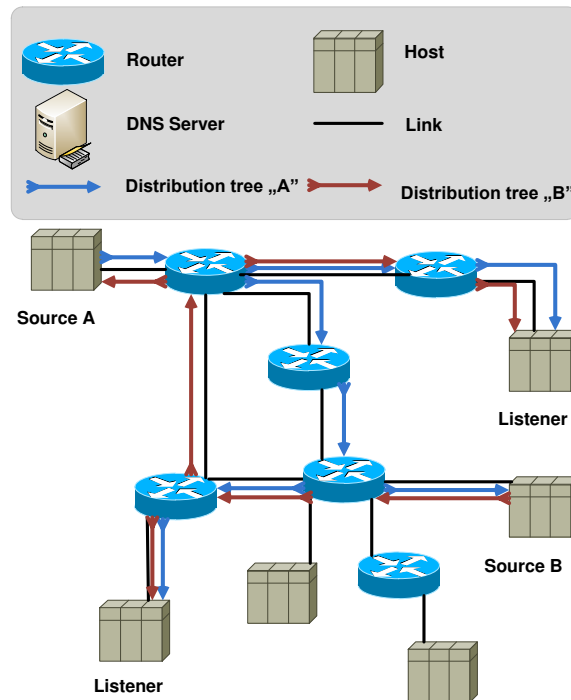 Router
Host
DNS Server
Link
Distribution tree „A”
Distribution tree „B”
Source A
Listener
Source B
Listener